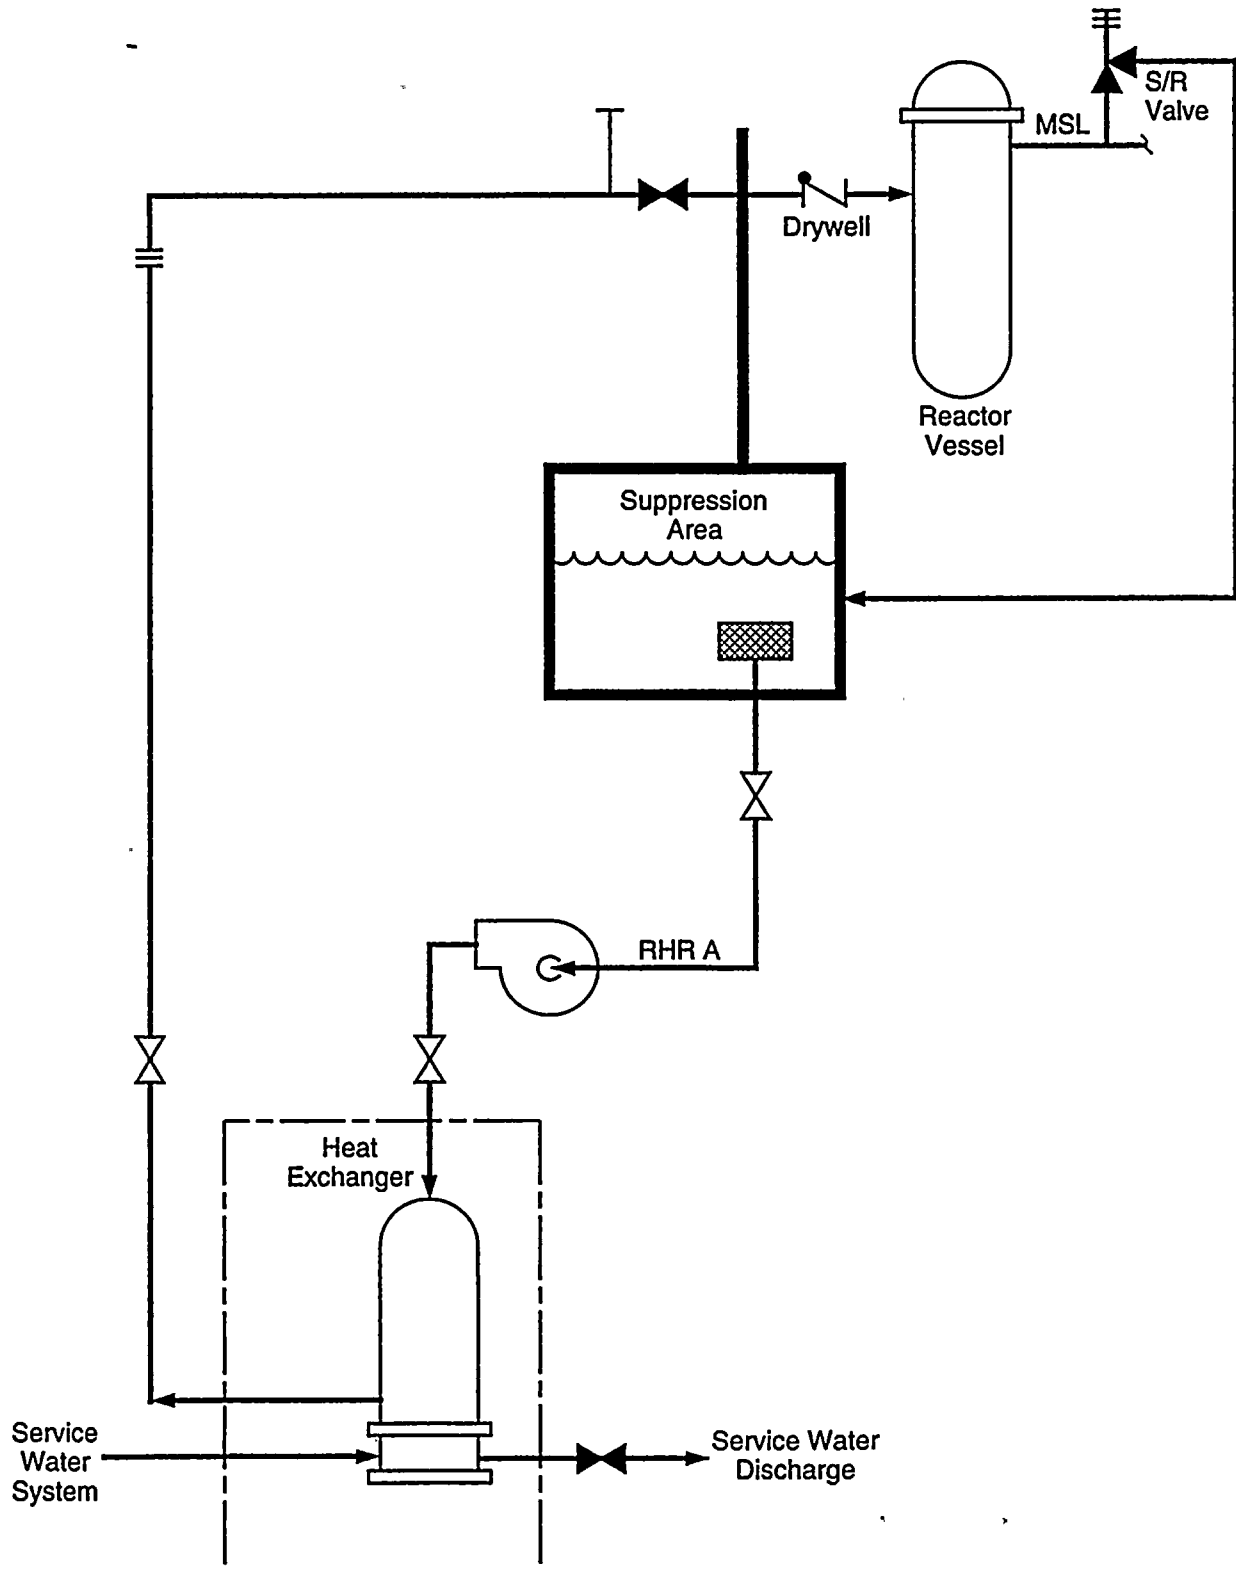 S/R
Valve
MSL
Drywell
Reactor
Vessel
Suppression
Area
RHR A
Heat
Exchanger
Service
Water
System
Service Water
Discharge